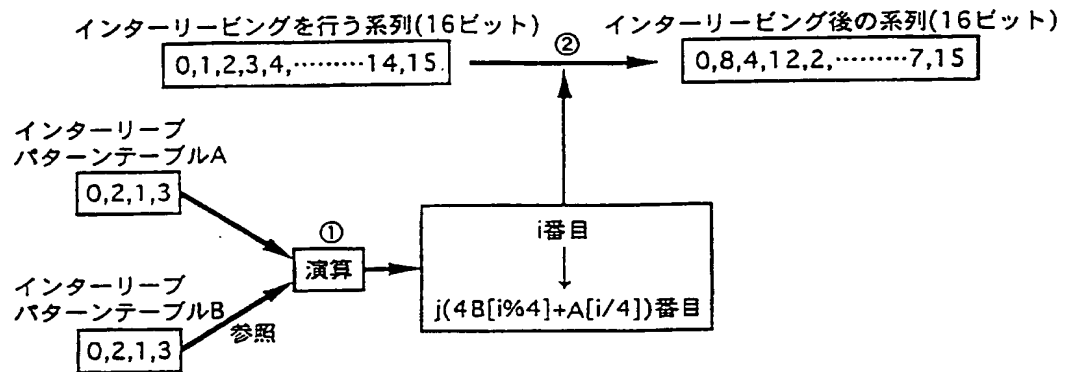 インターリービングを行う系列(16ビット)
②
インターリービング後の系列(16ビット)
0,1,2,3,4,………14,15.
0,8,4,12,2,………7,15
インターリーブ
パターンテーブルA
0,2,1,3
①
演算
i番目
j(4B[i%4]+A[i/4])番目
インターリーブ
パターンテーブルB
参照
0,2,1,3